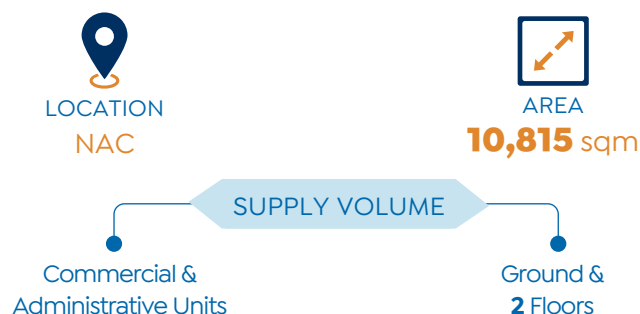 LOCATION
NAC
AREA
10,815 sqm
SUPPLY VOLUME
Commercial &
Administrative Units
Ground &
2 Floors